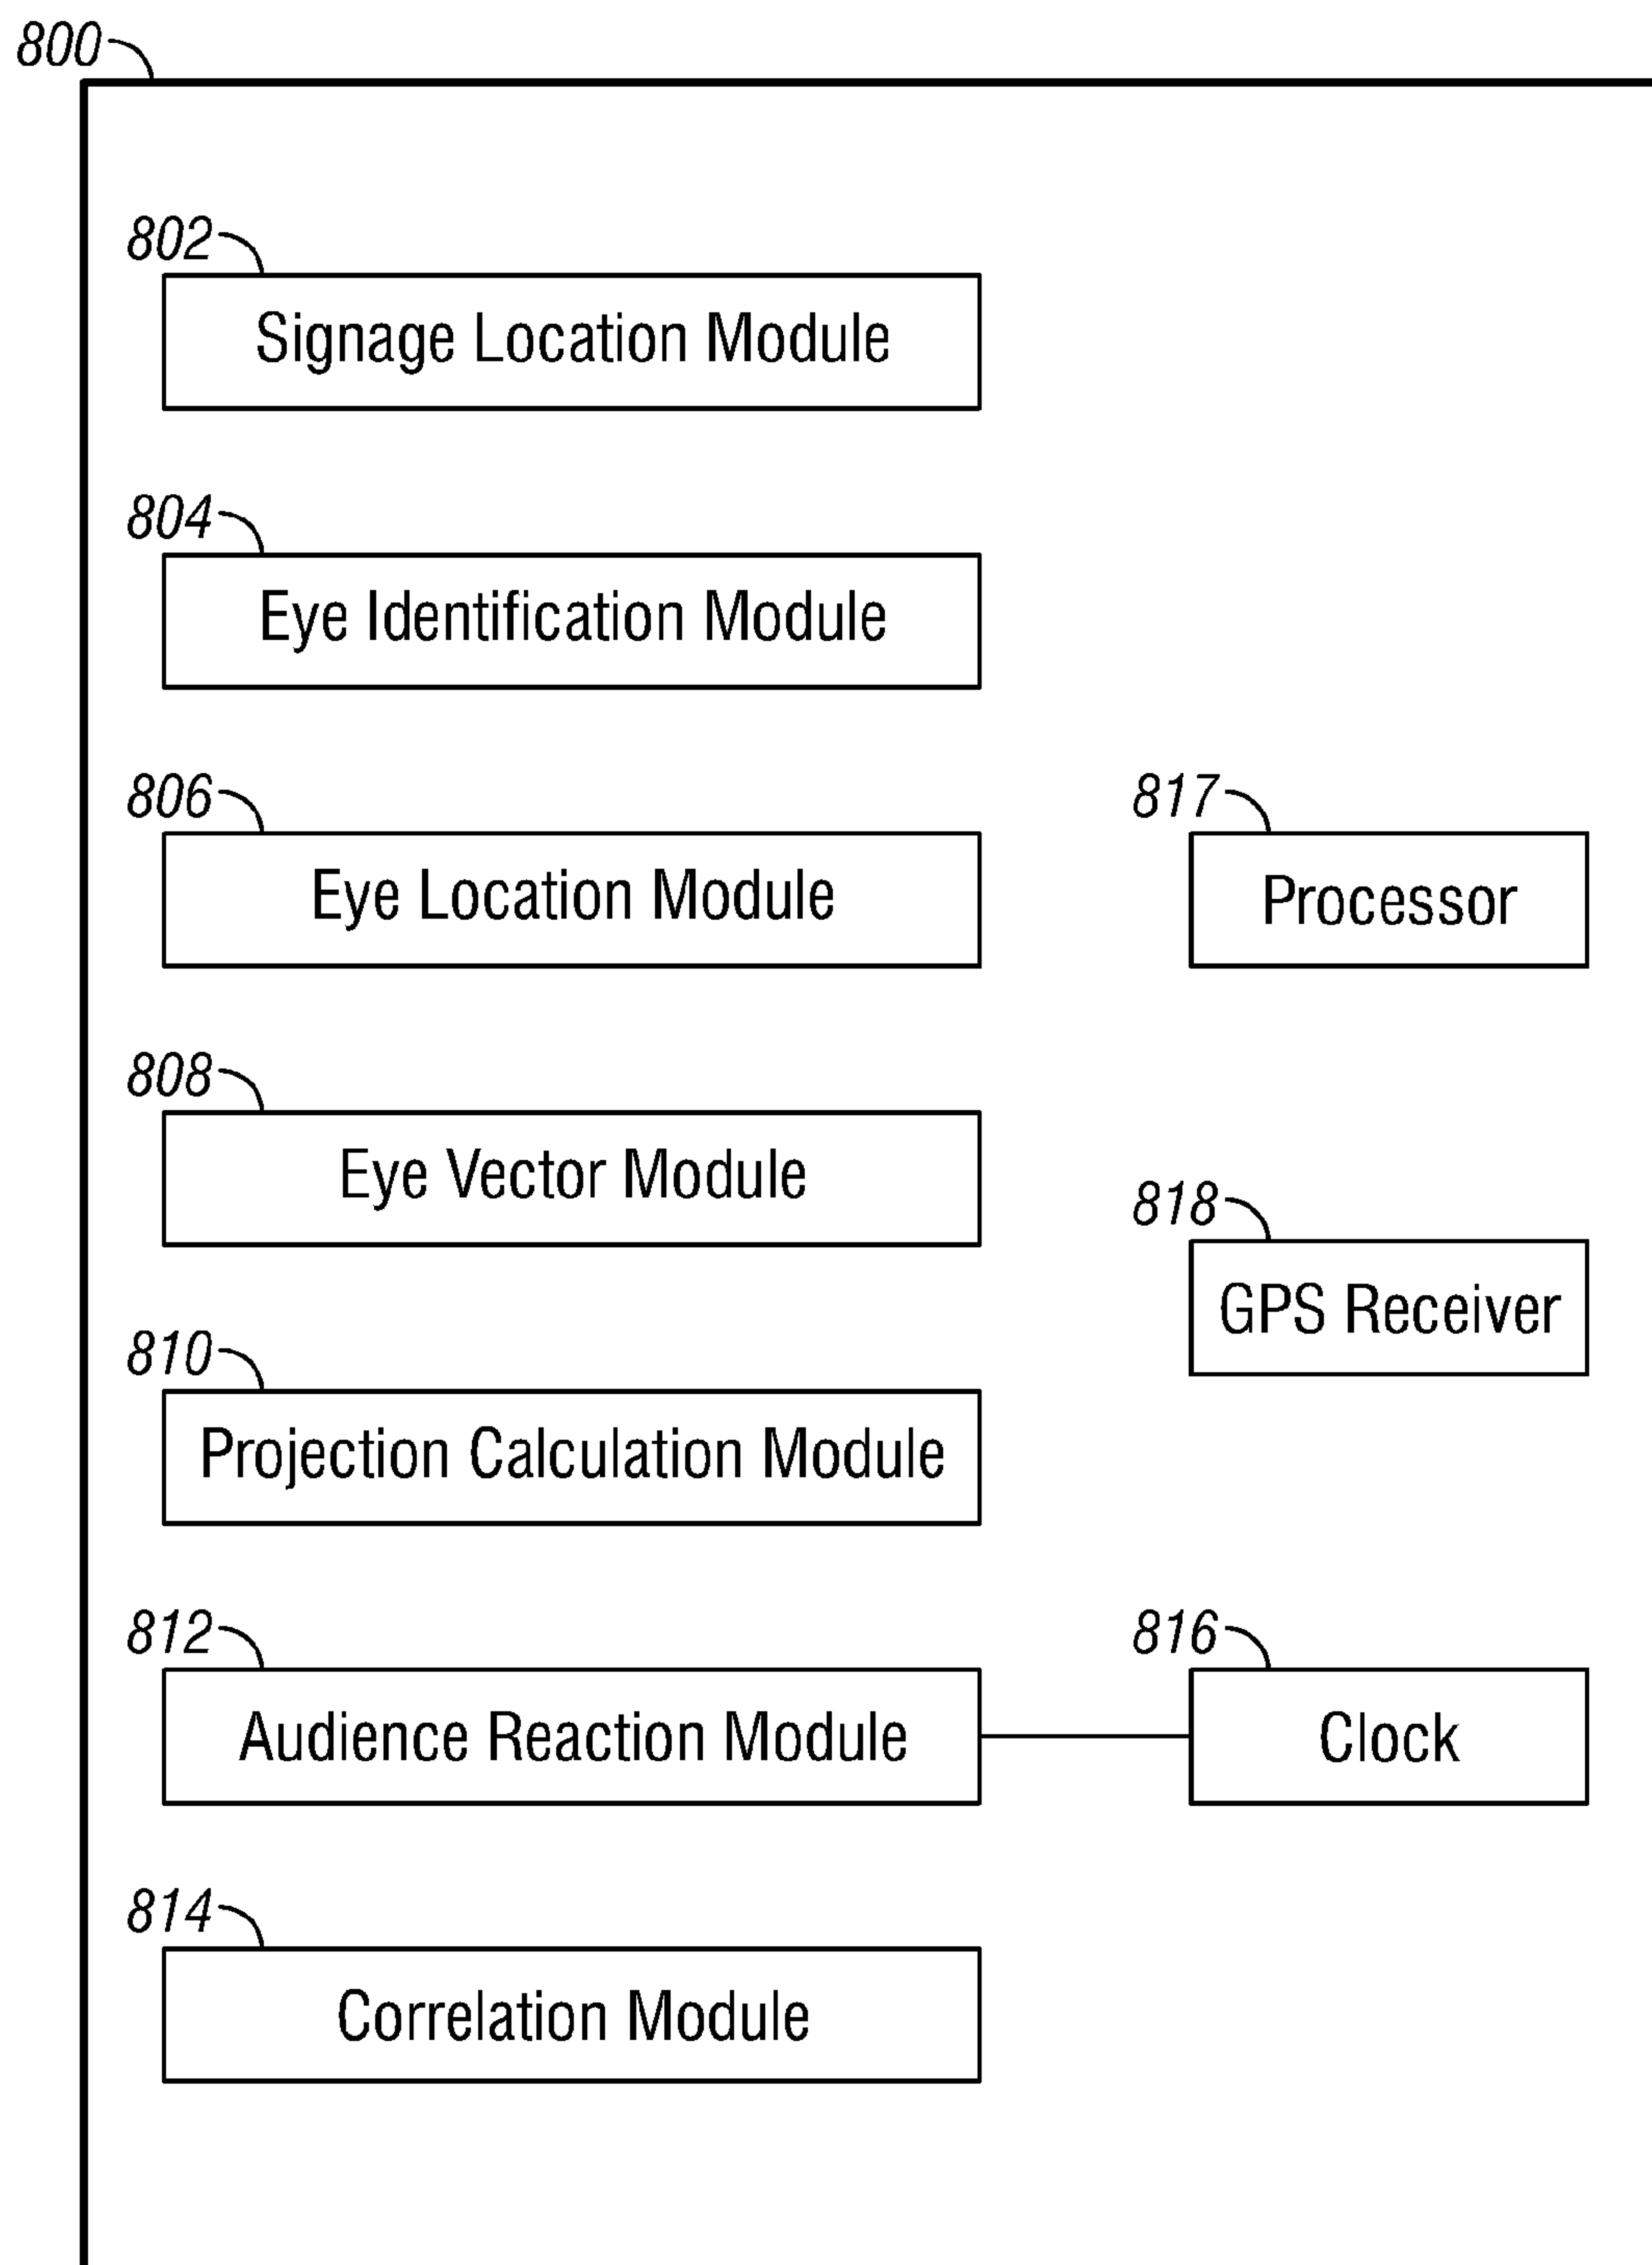 800
802
Signage Location Module
804
Eye Identification Module
806
Eye Location Module
817
Processor
808
Eye Vector Module
818
GPS Receiver
810
Projection Calculation Module
812
Audience Reaction Module
816
Clock
814
Correlation Module